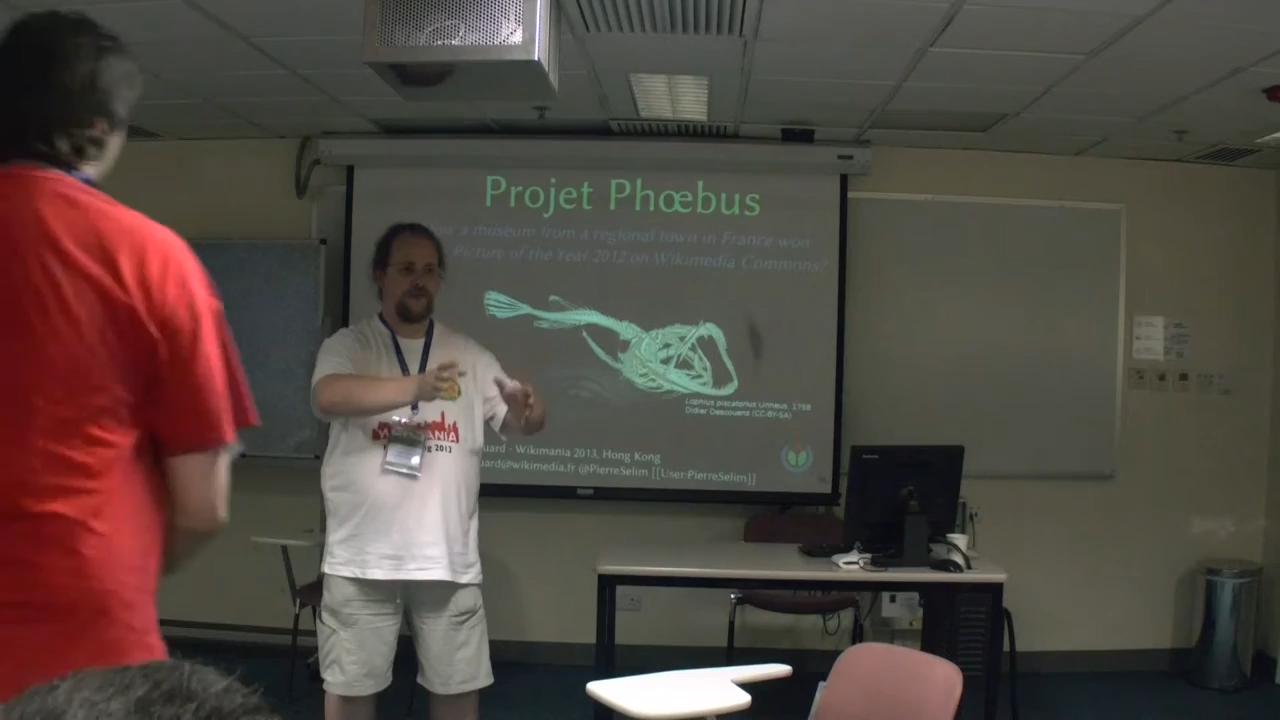 Projet Phœbus
a museum from a regional town in France won
Picture of the Year 2012 on Wikimedia Commons?
Lophius piscatorius Linneus, 1758
Didier Descouens (CC-BY-SA)
- Wikimania 2013, Hong Kong
@wikimedia.fr @PierreSelim [[User:PierreSelim]]
2013